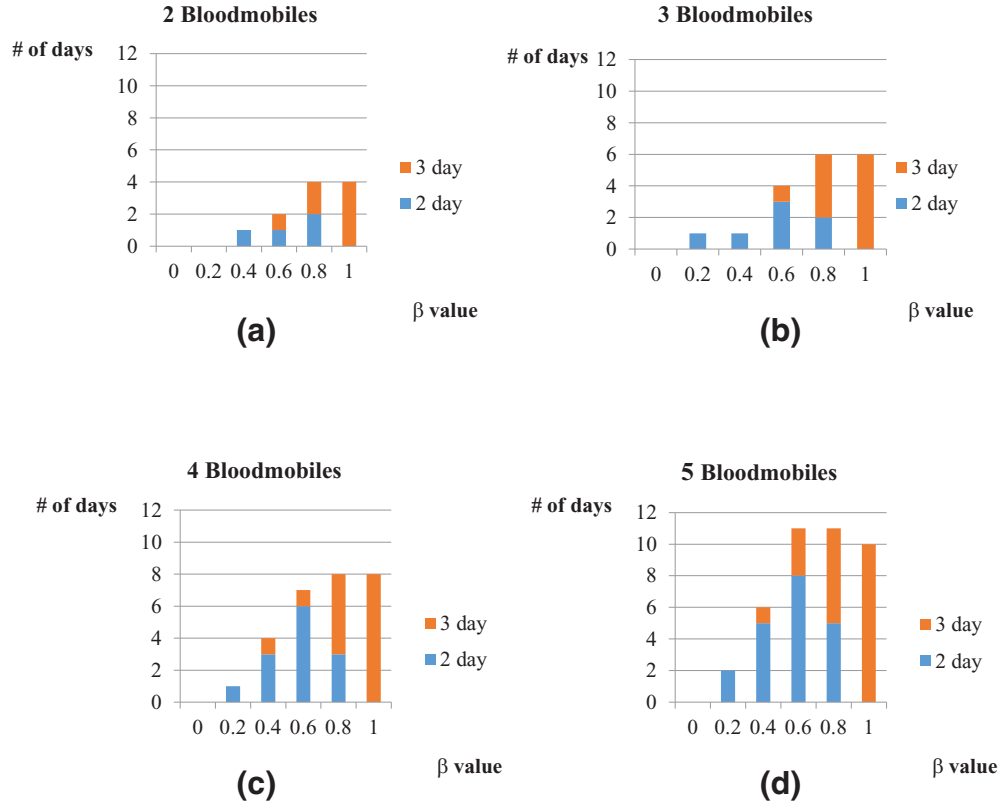 2 Bloodmobiles
# of days
12
10
8
6
4
2
0
0 0.2 0.4 0.6 0.8 1
3 day
2 day
β value
(a)
3 Bloodmobiles
# of days
12
10
8
6
4
2
0
0 0.2 0.4 0.6 0.8 1
3 day
2 day
β value
(b)
4 Bloodmobiles
# of days
12
10
8
6
4
2
0
0 0.2 0.4 0.6 0.8 1
3 day
2 day
β value
(c)
5 Bloodmobiles
# of days
12
10
8
6
4
2
0
0 0.2 0.4 0.6 0.8 1
3 day
2 day
β value
(d)